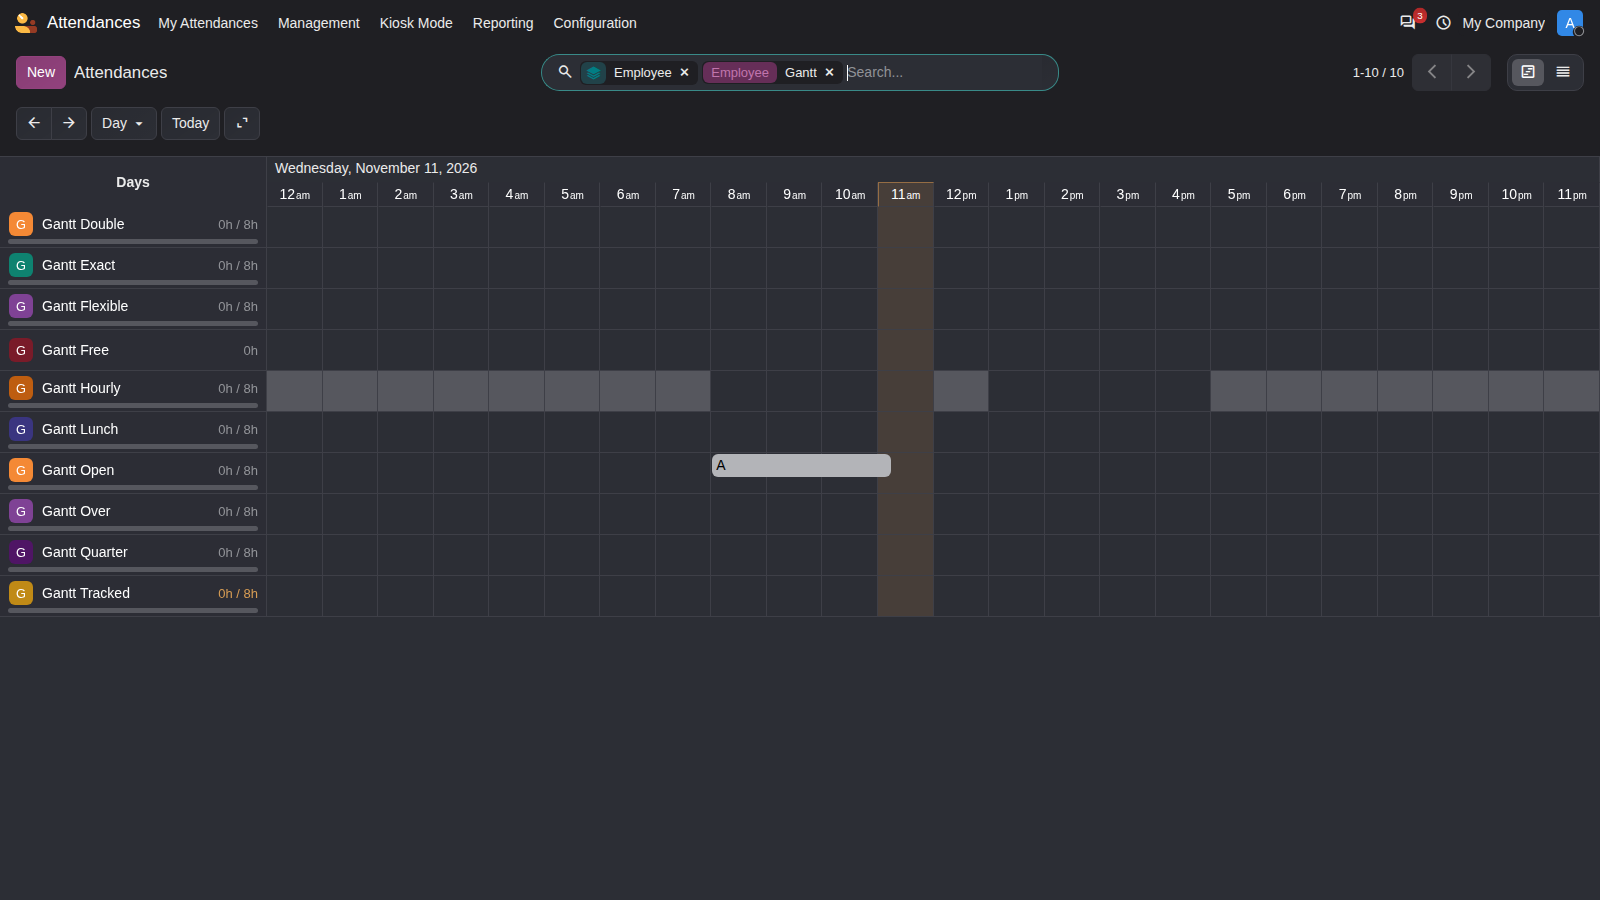 Attendances My Attendances Management Kiosk Mode Reporting Configuration 3 My Company A
New Attendances Employee × Employee Gantt × Search... 1-10 / 10
Day Today
Days Wednesday, November 11, 2026
12am 1am 2am 3am 4am 5am 6am 7am 8am 9am 10am 11am 12pm 1pm 2pm 3pm 4pm 5pm 6pm 7pm 8pm 9pm 10pm 11pm
G Gantt Double 0h / 8h
G Gantt Exact 0h / 8h
G Gantt Flexible 0h / 8h
G Gantt Free 0h
G Gantt Hourly 0h / 8h
G Gantt Lunch 0h / 8h
G Gantt Open 0h / 8h A
G Gantt Over 0h / 8h
G Gantt Quarter 0h / 8h
G Gantt Tracked 0h / 8h